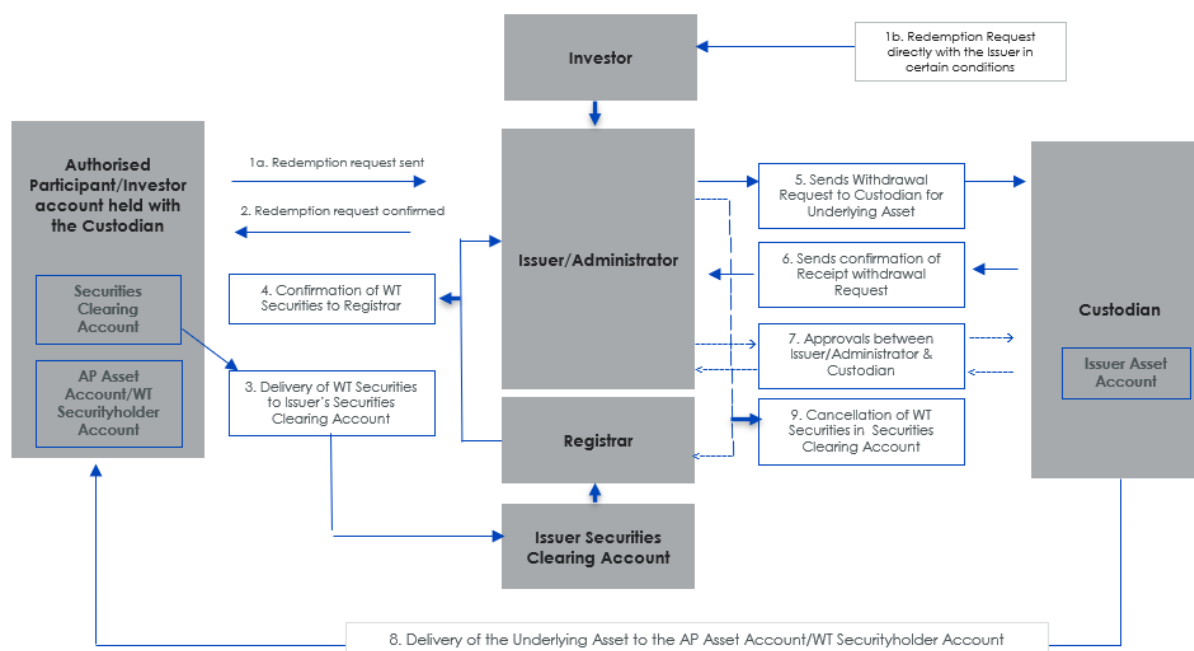 1b. Redemption Request
directly with the Issuer in
certain conditions
Investor
Authorised
Participant/Investor
account held with
the Custodian
1a. Redemption request sent
2. Redemption request confirmed
Securities
Clearing
Account
AP Asset
Account/WT
Securityholder
Account
4. Confirmation of WT
Securities to Registrar
3. Delivery of WT Securities
to Issuer's Securities
Clearing Account
Issuer/Administrator
5. Sends Withdrawal
Request to Custodian for
Underlying Asset
6. Sends confirmation of
Receipt withdrawal
Request
7. Approvals between
Issuer/Administrator &
Custodian
9. Cancellation of WT
Securities in Securities
Clearing Account
Custodian
Issuer Asset
Account
Registrar
Issuer Securities
Clearing Account
8. Delivery of the Underlying Asset to the AP Asset Account/WT Securityholder Account